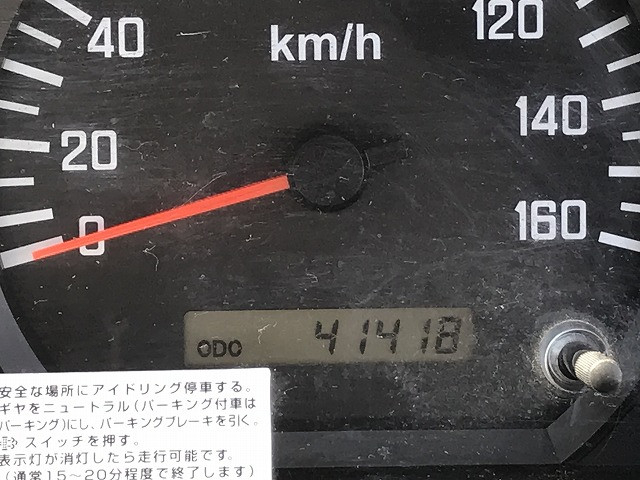 40
km/h
120
20
140
0
160
ODO 41418
安全な場所にアイドリング停車する。
ギヤをニュートラル(パーキング付車は
パーキング)にし、パーキングブレーキを引く。
スイッチを押す。
表示灯が消灯したら走行可能です。
(通常15～20分程度で終了します)